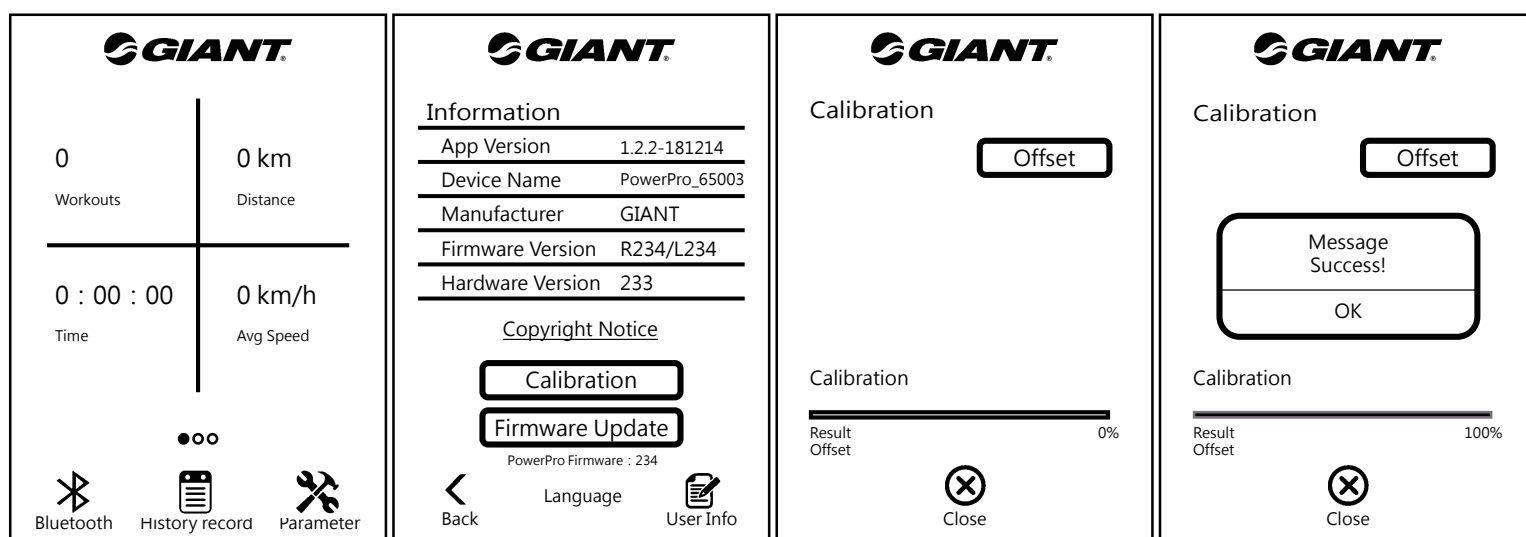 GIANT®
0
Workouts
0 km
Distance
0 : 00 : 00
Time
0 km/h
Avg Speed
Bluetooth
History record
Parameter
GIANT®
Information
App Version 1.2.2-181214
Device Name PowerPro_65003
Manufacturer GIANT
Firmware Version R234/L234
Hardware Version 233
Copyright Notice
Calibration
Firmware Update
PowerPro Firmware : 234
Back
Language
User Info
GIANT®
Calibration
Offset
Calibration
Result 0%
Offset
Close
GIANT®
Calibration
Offset
Message
Success!
OK
Calibration
Result 100%
Offset
Close